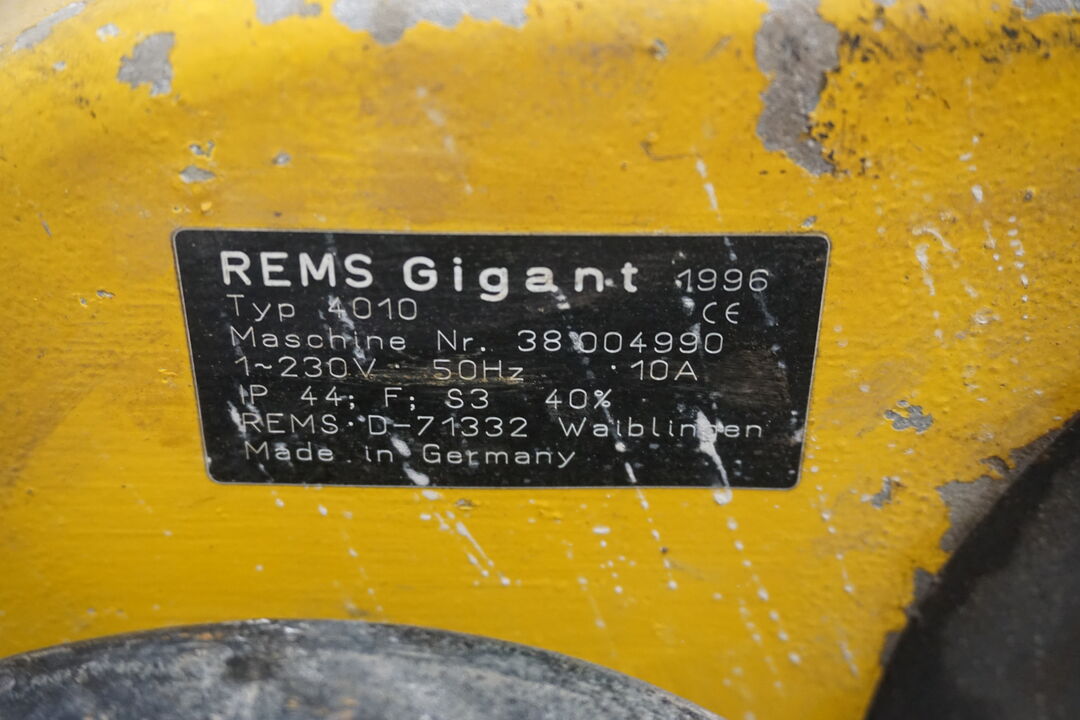 REMS Gigant 1996
Typ 4010 CE
Maschine Nr. 38 004990
1~230V · 50Hz · 10A
IP 44; F; S3 40%
REMS·D-71332 Waiblingen
Made in Germany